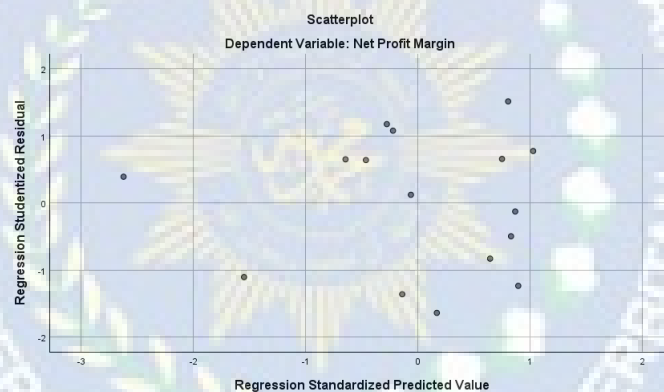 Scatterplot
Dependent Variable: Net Profit Margin
Regression Studentized Residual
2
1
0
-1
-2
-3
-2
-1
0
1
2
Regression Standardized Predicted Value